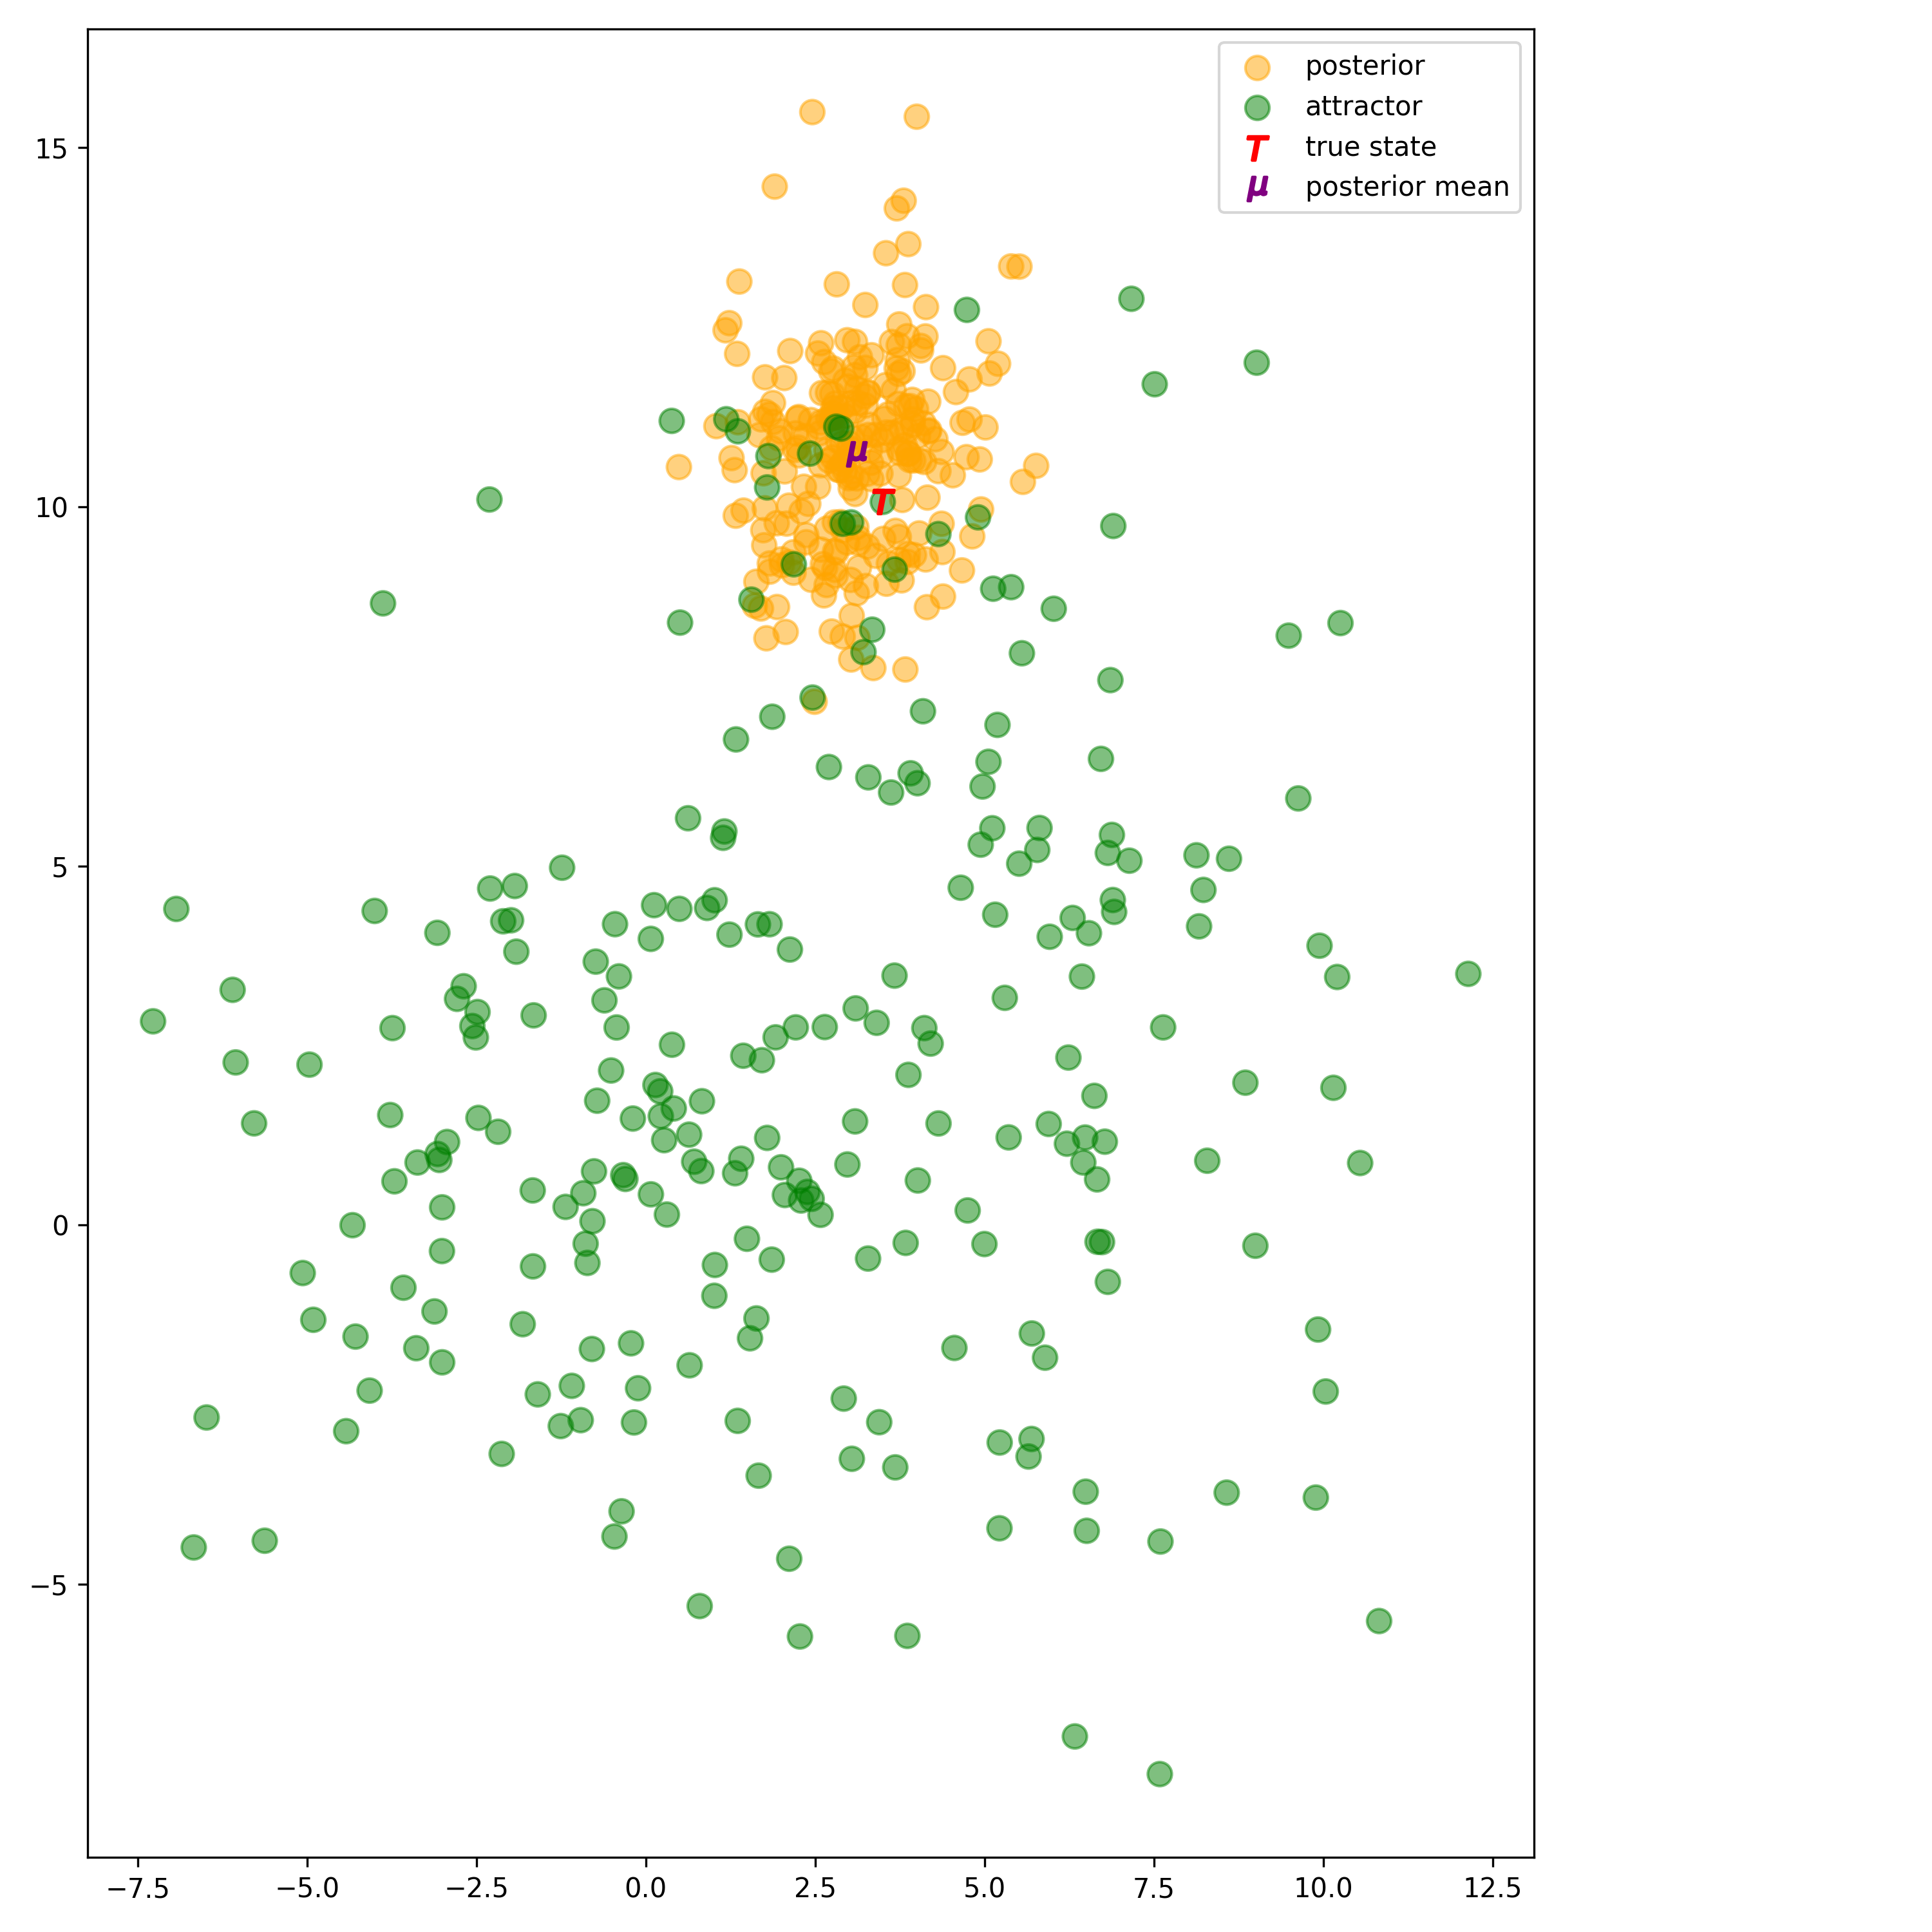 posterior
attractor
T true state
μ posterior mean
15
μ
10
T
5
0
−5
−7.5 −5.0 −2.5 0.0 2.5 5.0 7.5 10.0 12.5